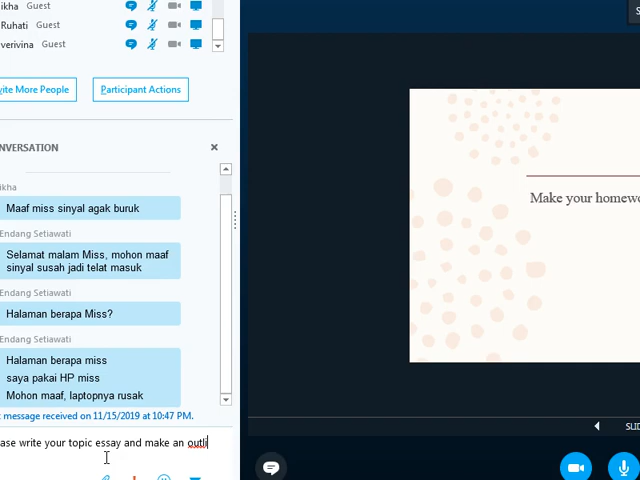 ikha Guest
Ruhati Guest
verivina Guest
vite More People
Participant Actions
NVERSATION
ikha
Maaf miss sinyal agak buruk
Endang Setiawati
Selamat malam Miss, mohon maaf
sinyal susah jadi telat masuk
Endang Setiawati
Halaman berapa Miss?
Endang Setiawati
Halaman berapa miss
saya pakai HP miss
Mohon maaf, laptopnya rusak
message received on 11/15/2019 at 10:47 PM.
ase write your topic essay and make an outli
S
Make your homewo
SLID